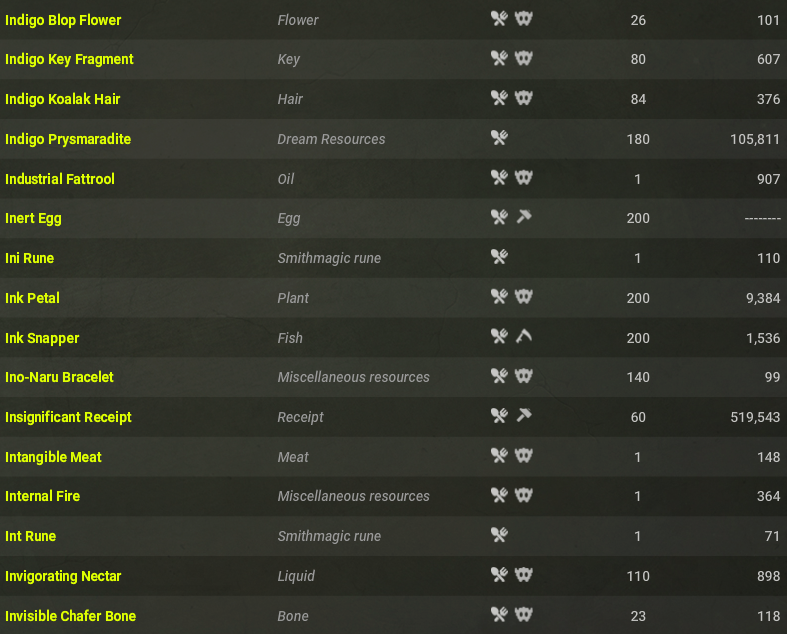 Indigo Blop Flower Flower 26 101
Indigo Key Fragment Key 80 607
Indigo Koalak Hair Hair 84 376
Indigo Prysmaradite Dream Resources 180 105,811
Industrial Fattrool Oil 1 907
Inert Egg Egg 200 --------
Ini Rune Smithmagic rune 1 110
Ink Petal Plant 200 9,384
Ink Snapper Fish 200 1,536
Ino-Naru Bracelet Miscellaneous resources 140 99
Insignificant Receipt Receipt 60 519,543
Intangible Meat Meat 1 148
Internal Fire Miscellaneous resources 1 364
Int Rune Smithmagic rune 1 71
Invigorating Nectar Liquid 110 898
Invisible Chafer Bone Bone 23 118